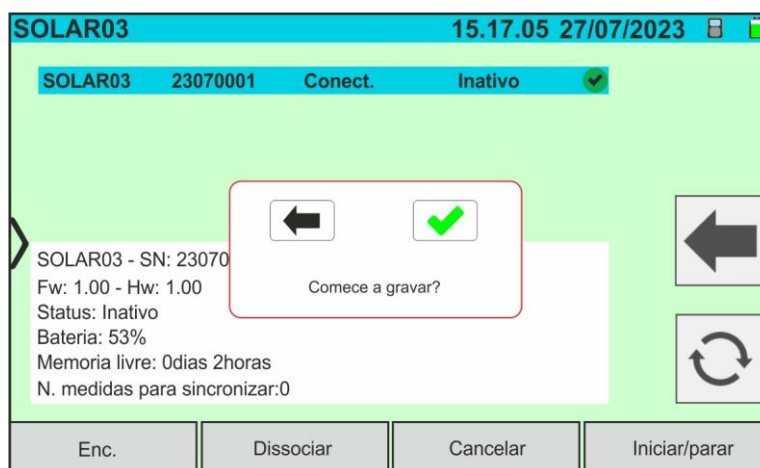 SOLAR03 15.17.05 27/07/2023
SOLAR03 23070001 Conect. Inativo
Comece a gravar?
SOLAR03 - SN: 23070
Fw: 1.00 - Hw: 1.00
Status: Inativo
Bateria: 53%
Memoria livre: 0dias 2horas
N. medidas para sincronizar:0
Enc. Dissociar Cancelar Iniciar/parar